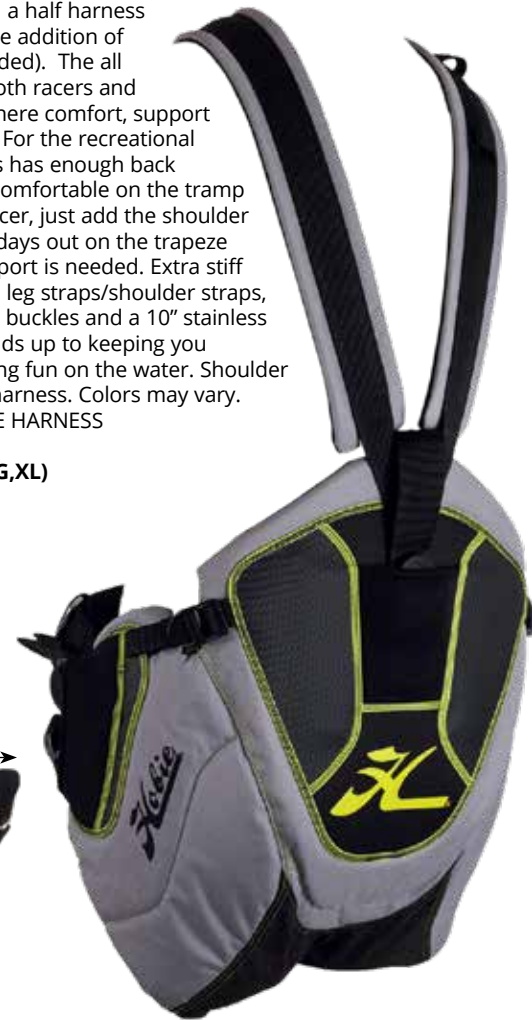 a half harness
e addition of
ded). The all
oth racers and
here comfort, support
For the recreational
s has enough back
omfortable on the tramp
cer, just add the shoulder
days out on the trapeze
port is needed. Extra stiff
leg straps/shoulder straps,
buckles and a 10” stainless
ds up to keeping you
ng fun on the water. Shoulder
harness. Colors may vary.
E HARNESS
G,XL)
Hobie
H